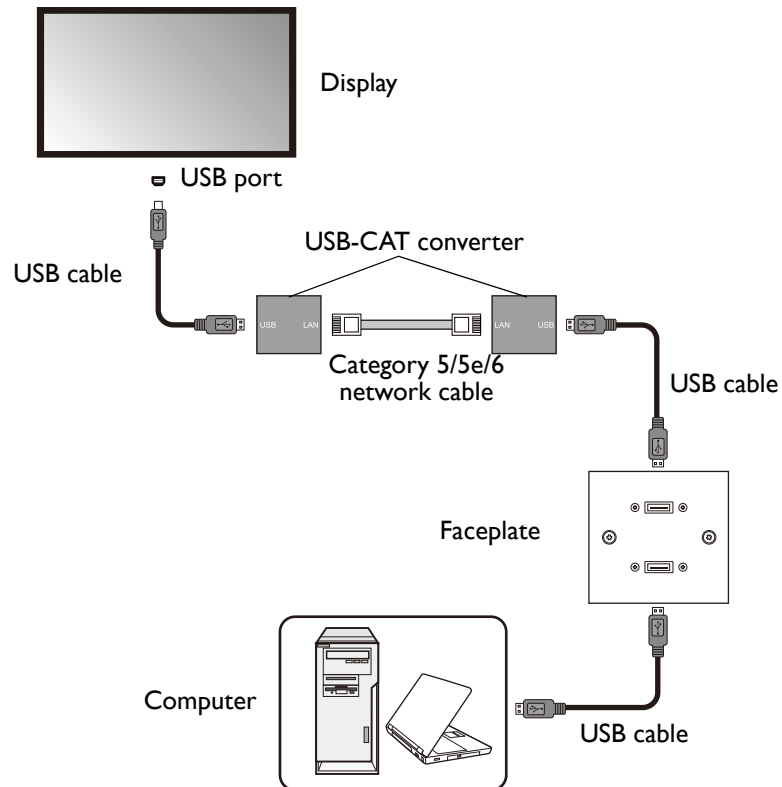 Display
USB port
USB-CAT converter
USB cable
USB LAN
LAN USB
Category 5/5e/6
network cable
USB cable
Faceplate
Computer
USB cable